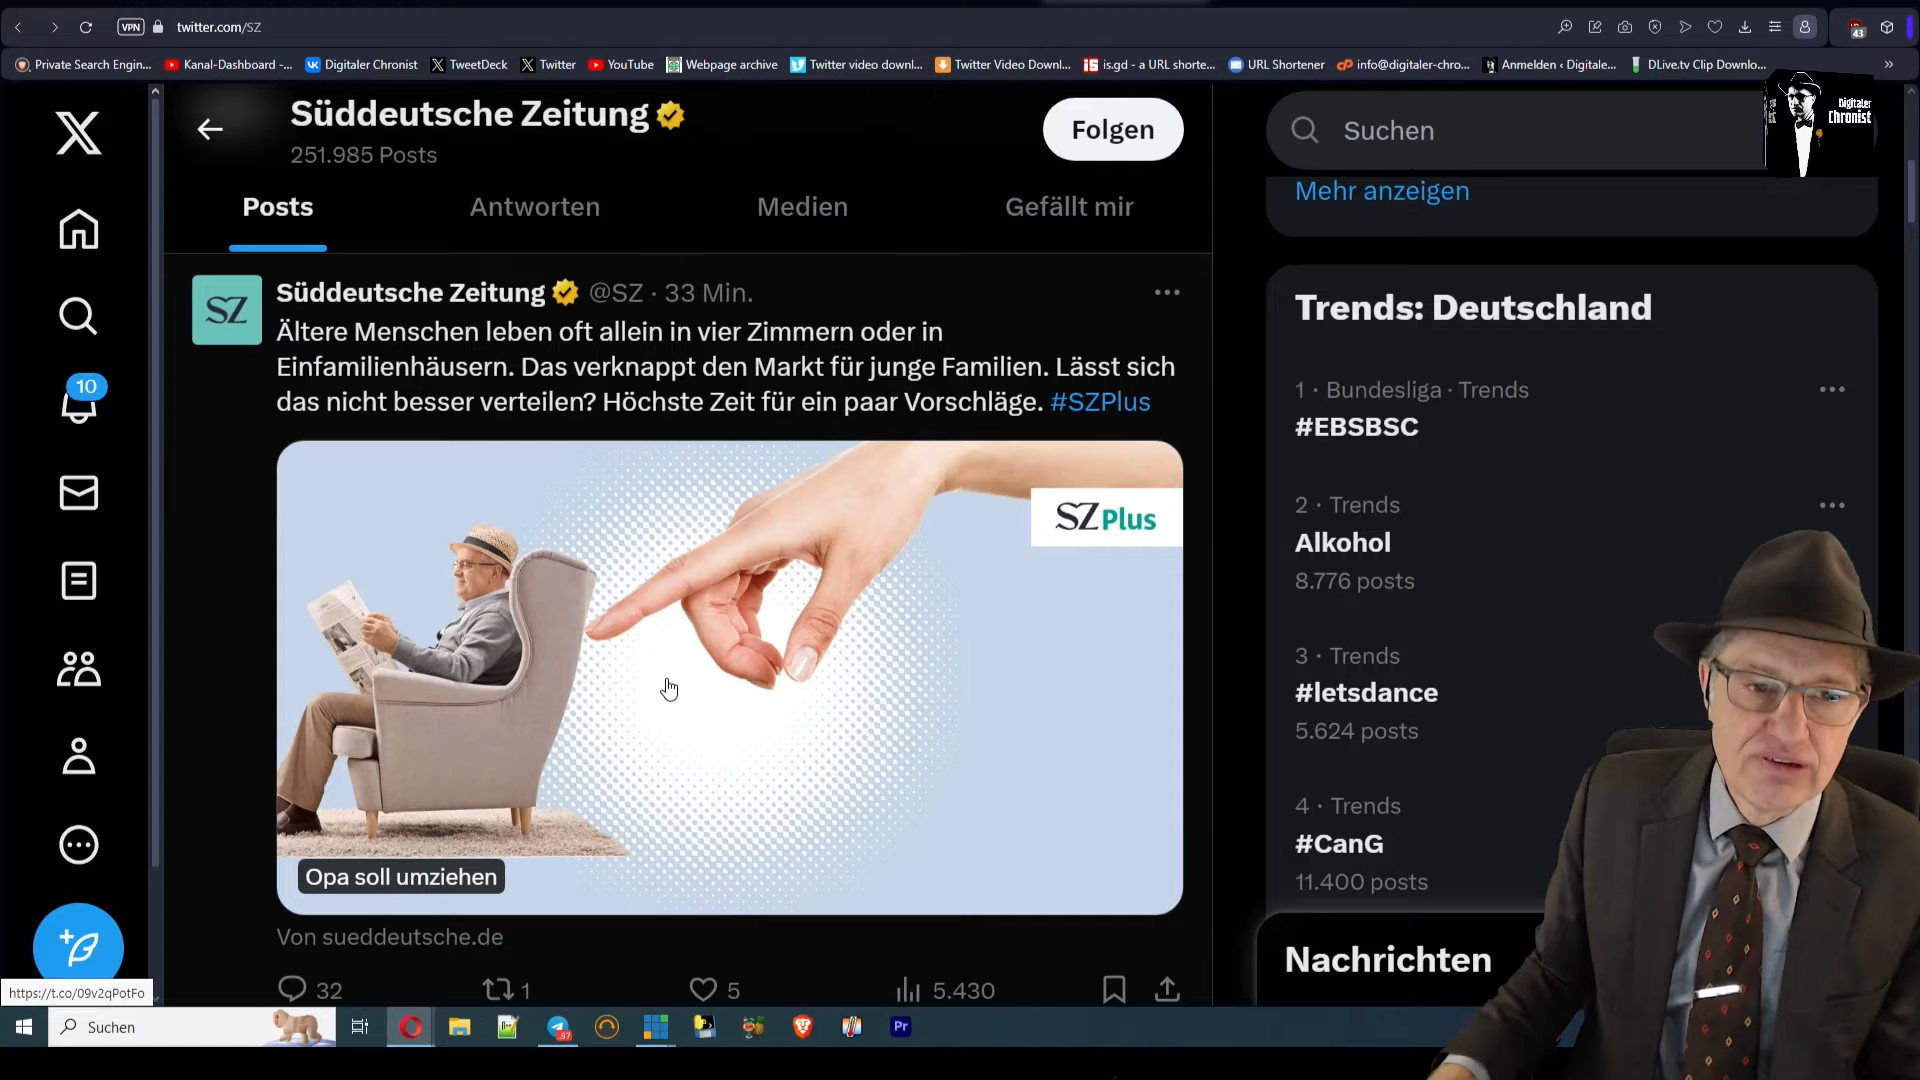 VPN
twitter.com/SZ
43
Private Search Engin...
Kanal-Dashboard -...
Digitaler Chronist
TweetDeck
Twitter
YouTube
Webpage archive
Twitter video downl...
Twitter Video Downl...
is.gd - a URL shorte...
URL Shortener
info@digitaler-chro...
Anmelden ‹ Digitale...
DLive.tv Clip Downlo...
»
Digitaler
Chronist
Süddeutsche Zeitung
251.985 Posts
Folgen
Suchen
Mehr anzeigen
Posts
Antworten
Medien
Gefällt mir
SZ
Süddeutsche Zeitung @SZ · 33 Min.
Ältere Menschen leben oft allein in vier Zimmern oder in
Einfamilienhäusern. Das verknappt den Markt für junge Familien. Lässt sich
das nicht besser verteilen? Höchste Zeit für ein paar Vorschläge. #SZPlus
SZ Plus
Opa soll umziehen
Von sueddeutsche.de
32
1
5
5.430
10
Trends: Deutschland
1 · Bundesliga · Trends
#EBSBSC
2 · Trends
Alkohol
8.776 posts
3 · Trends
#letsdance
5.624 posts
4 · Trends
#CanG
11.400 posts
Nachrichten
https://t.co/09v2qPotFo
Suchen
97
Pr